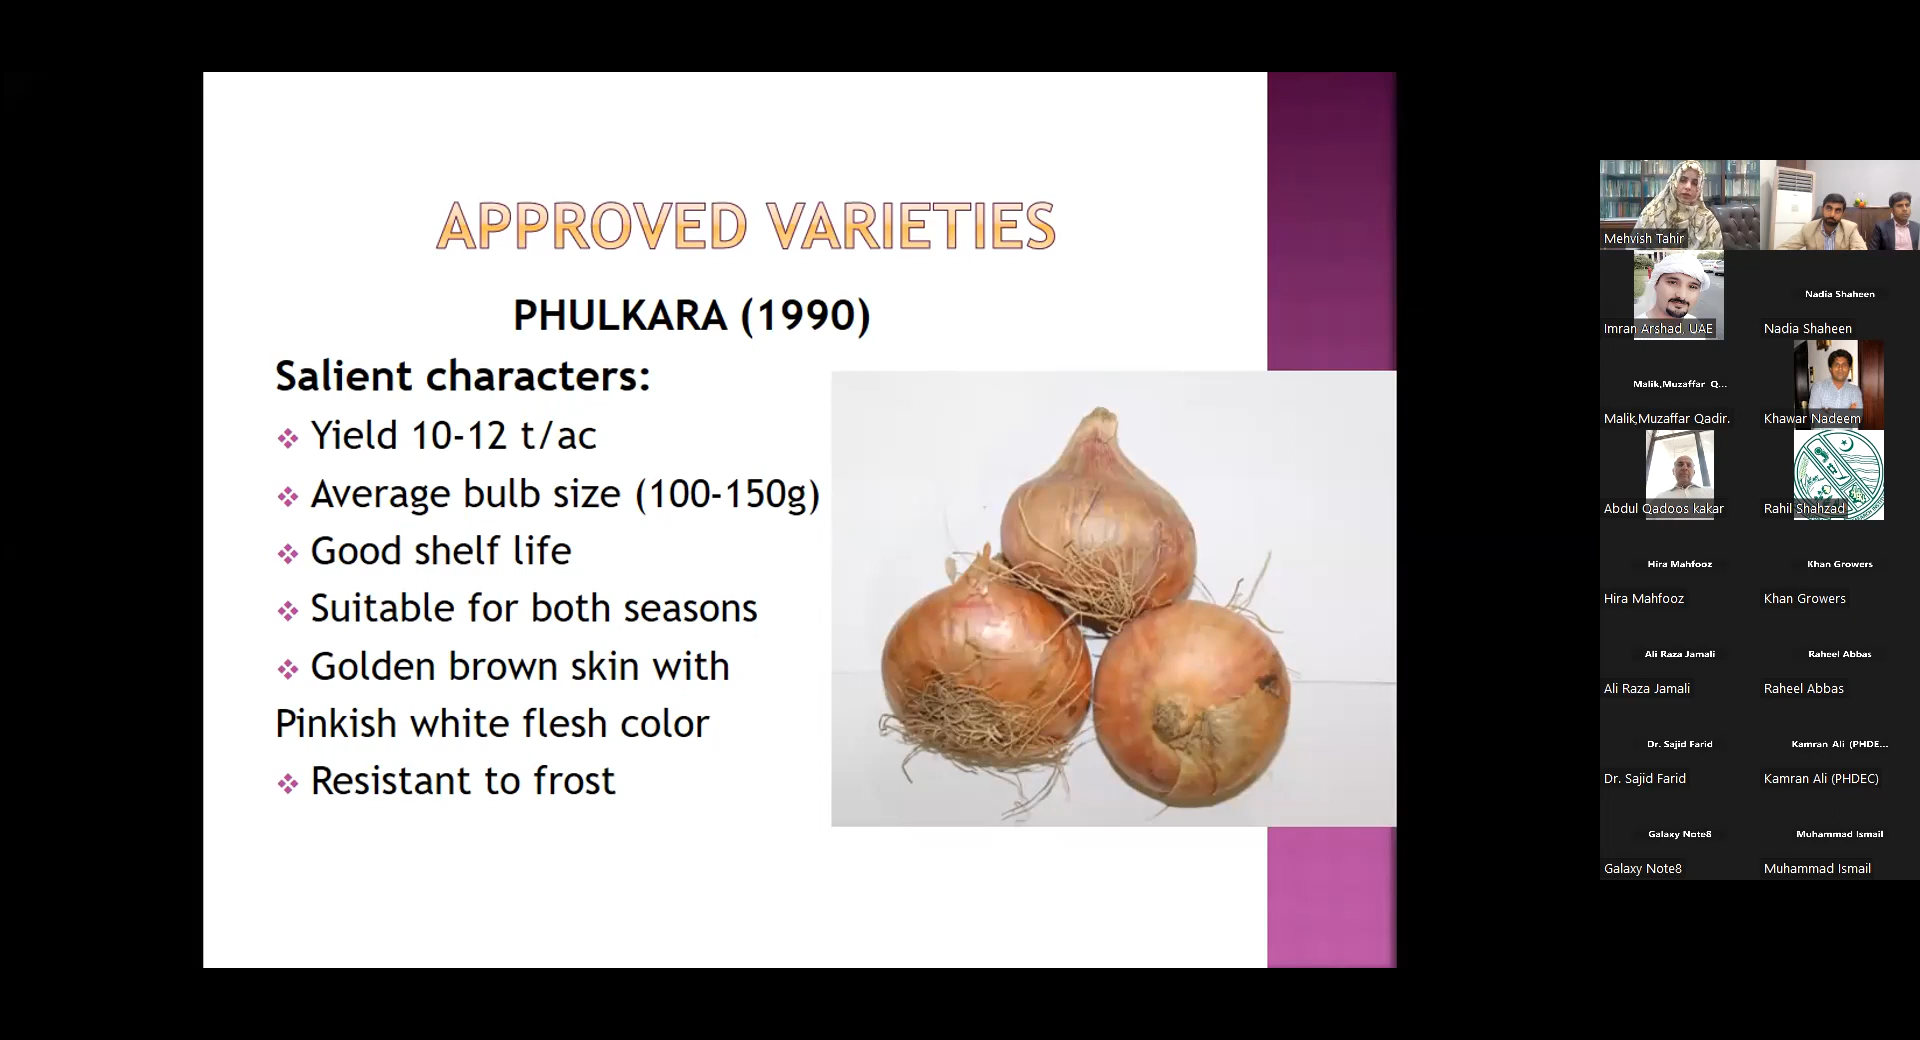 APPROVED VARIETIES
PHULKARA (1990)
Salient characters:
Yield 10-12 t/ac
Average bulb size (100-150g)
Good shelf life
Suitable for both seasons
Golden brown skin with
Pinkish white flesh color
Resistant to frost
Mehvish Tahir
Imran Arshad, UAE
Nadia Shaheen
Nadia Shaheen
Malik,Muzaffar Q...
Malik,Muzaffar Qadir.
Khawar Nadeem
Abdul Qadoos kakar
Rahil Shahzad
Hira Mahfooz
Hira Mahfooz
Khan Growers
Khan Growers
Ali Raza Jamali
Ali Raza Jamali
Raheel Abbas
Raheel Abbas
Dr. Sajid Farid
Dr. Sajid Farid
Kamran Ali (PHDE...
Kamran Ali (PHDEC)
Galaxy Note8
Galaxy Note8
Muhammad Ismail
Muhammad Ismail